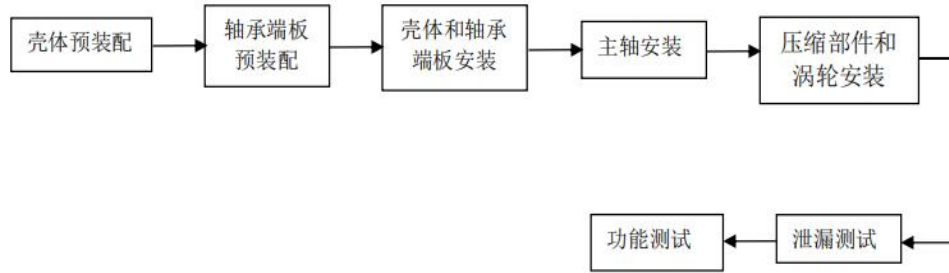 壳体预装配
轴承端板
预装配
壳体和轴承
端板安装
主轴安装
压缩部件和
涡轮安装
泄漏测试
功能测试